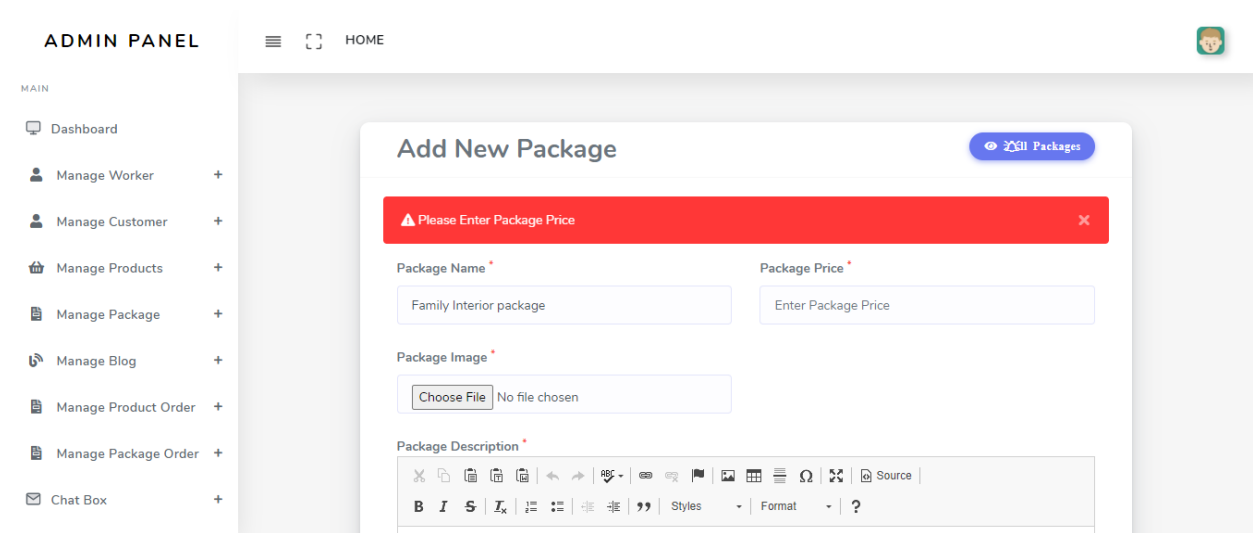 ADMIN PANEL
HOME
MAIN
Dashboard
Manage Worker +
Manage Customer +
Manage Products +
Manage Package +
Manage Blog +
Manage Product Order +
Manage Package Order +
Chat Box +
Add New Package
Packages
Please Enter Package Price ×
Package Name *
Package Price *
Family Interior package
Enter Package Price
Package Image *
Choose File No file chosen
Package Description *
Source
B I S Ix Styles Format ?